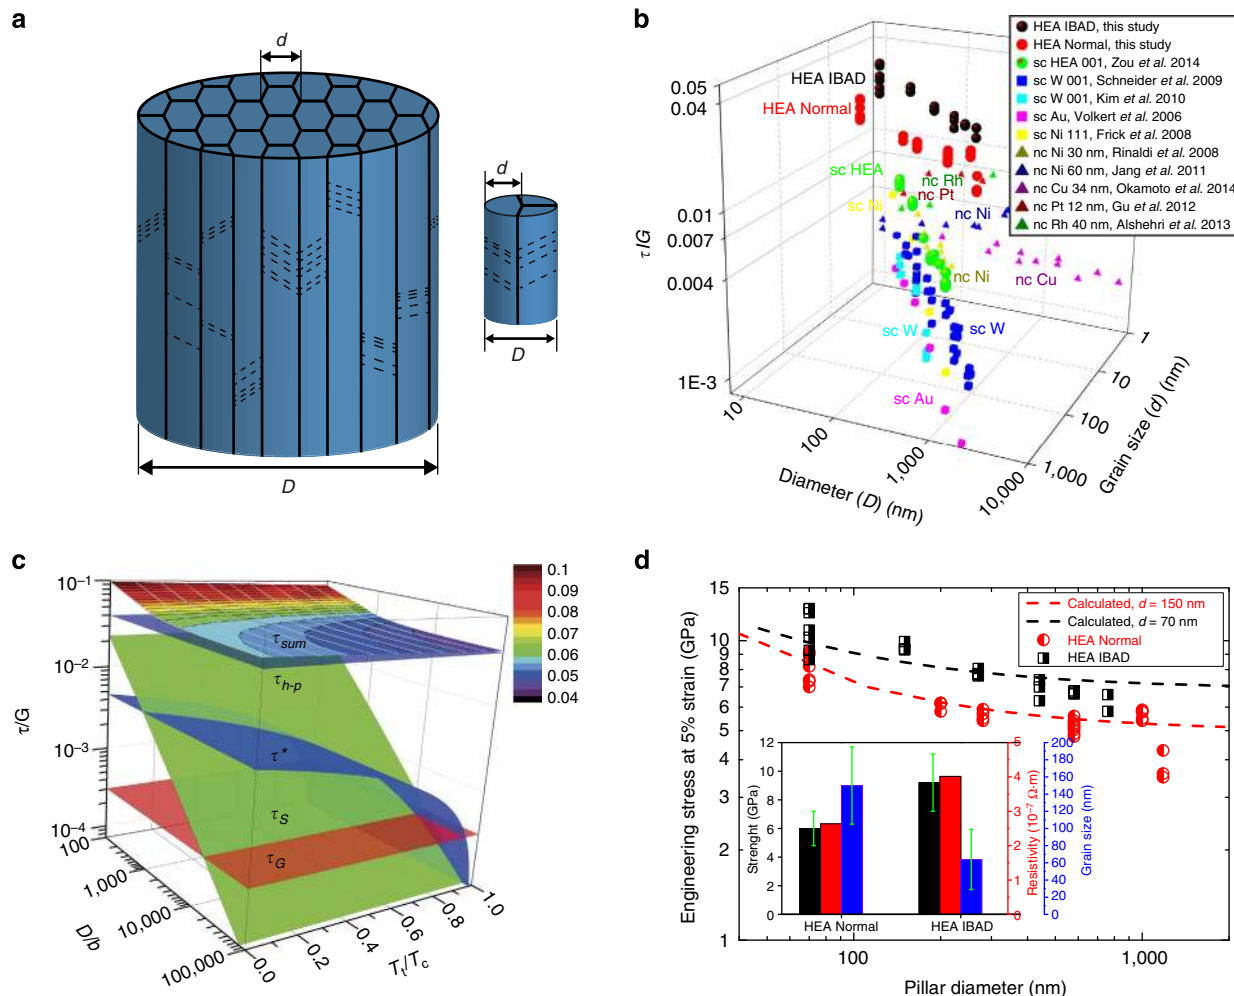 a
d
d
D
D
b
HEA IBAD, this study
HEA Normal, this study
sc HEA 001, Zou et al. 2014
sc W 001, Schneider et al. 2009
sc W 001, Kim et al. 2010
sc Au, Volkert et al. 2006
sc Ni 111, Frick et al. 2008
nc Ni 30 nm, Rinaldi et al. 2008
nc Ni 60 nm, Jang et al. 2011
nc Cu 34 nm, Okamoto et al. 2014
nc Pt 12 nm, Gu et al. 2012
nc Rh 40 nm, Alshehri et al. 2013
HEA IBAD
HEA Normal
sc HEA
nc Rh
nc Pt
sc Ni
nc Ni
nc Ni
nc Cu
sc W
sc W
sc Au
τ/G
0.05
0.04
0.01
0.007
0.004
1E-3
10
100
1,000
10,000
Diameter (D) (nm)
1
10
100
1,000
Grain size (d) (nm)
c
10⁻¹
10⁻²
10⁻³
10⁻⁴
τ/G
100
1,000
10,000
100,000
D/b
0.0
0.2
0.4
0.6
0.8
1.0
Tt/Tc
τsum
τh-p
τ*
τS
τG
0.1
0.09
0.08
0.07
0.06
0.05
0.04
d
15
10
9
8
7
6
5
4
3
2
1
Engineering stress at 5% strain (GPa)
Calculated, d = 150 nm
Calculated, d = 70 nm
HEA Normal
HEA IBAD
12
10
8
6
4
2
0
Strenght (GPa)
5
4
3
2
1
0
Resistivity (10⁻⁷ Ω·m)
200
180
160
140
120
100
80
60
40
20
0
Grain size (nm)
HEA Normal
HEA IBAD
100
1,000
Pillar diameter (nm)